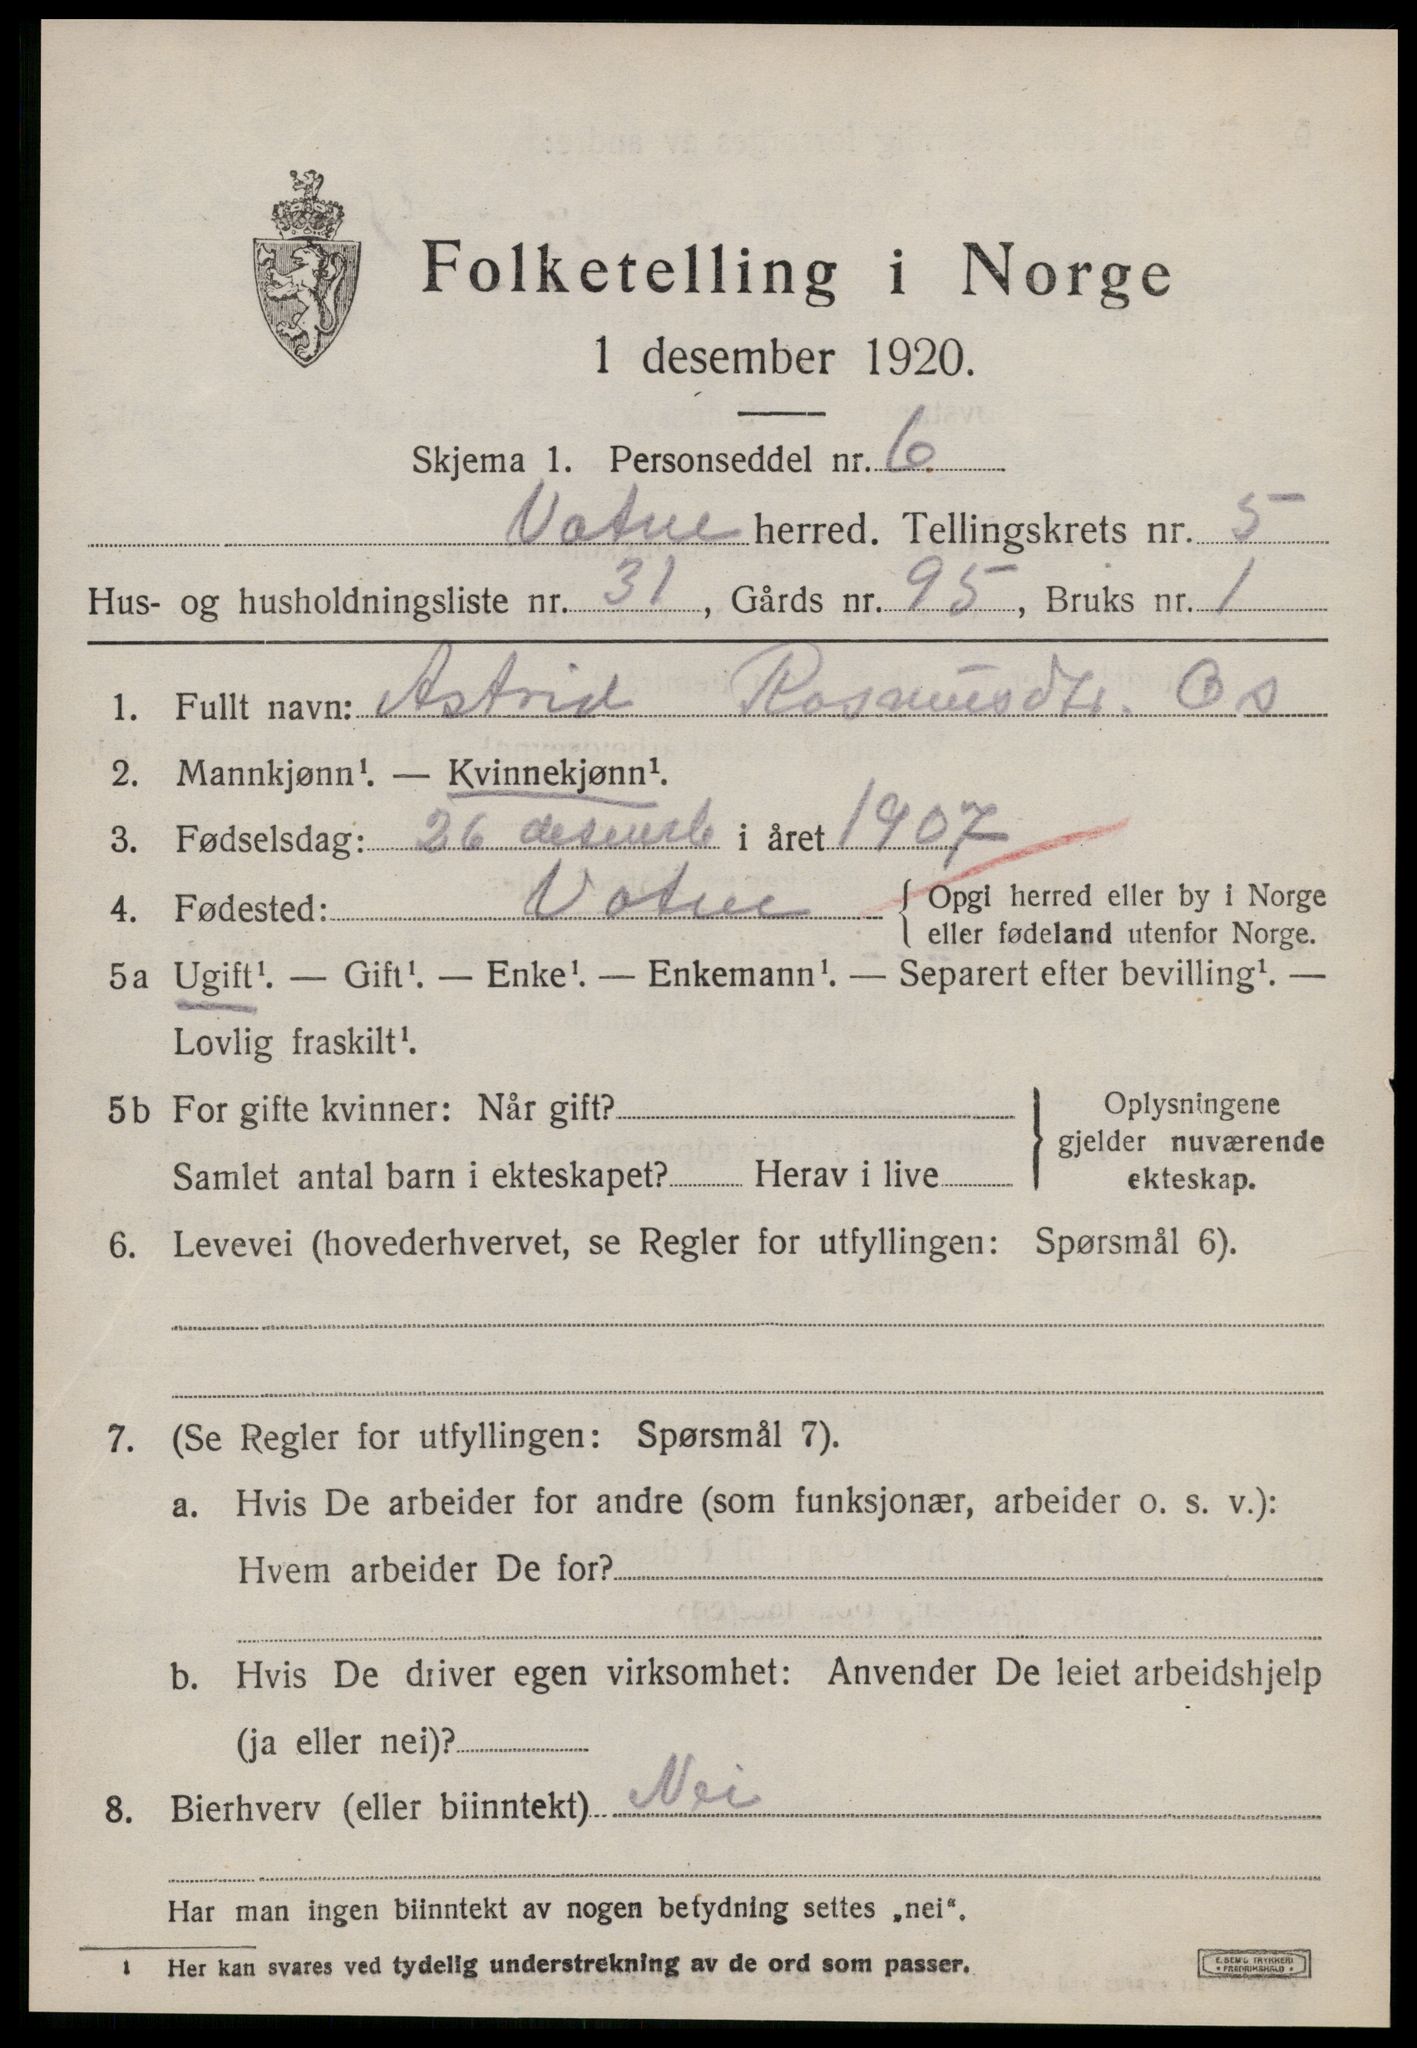 Folketelling i Norge
1 desember 1920.
Skjema 1. Personseddel nr. 6
Vatne herred. Tellingskrets nr. 5
Hus- og husholdningsliste nr. 31, Gårds nr. 95, Bruks nr. 1
1. Fullt navn: Astrid Rasmusdtr. Os
2. Mannkjønn¹. — Kvinnekjønn¹.
3. Fødselsdag: 26 desemb i året 1907
4. Fødested: Vatne { Opgi herred eller by i Norge
eller fødeland utenfor Norge.
5a Ugift¹. — Gift¹. — Enke¹. — Enkemann¹. — Separert efter bevilling¹. —
Lovlig fraskilt¹.
5b For gifte kvinner: Når gift?
Samlet antal barn i ekteskapet? Herav i live
} Oplysningene
gjelder nuværende
ekteskap.
6. Levevei (hovederhvervet, se Regler for utfyllingen: Spørsmål 6).
7. (Se Regler for utfyllingen: Spørsmål 7).
a. Hvis De arbeider for andre (som funksjonær, arbeider o. s. v.):
Hvem arbeider De for?
b. Hvis De driver egen virksomhet: Anvender De leiet arbeidshjelp
(ja eller nei)?
8. Bierhverv (eller biinntekt) Nei
Har man ingen biinntekt av nogen betydning settes „nei“.
1 Her kan svares ved tydelig understrekning av de ord som passer.
E. SEM'S TRYKKERI
FREDRIKSHALD